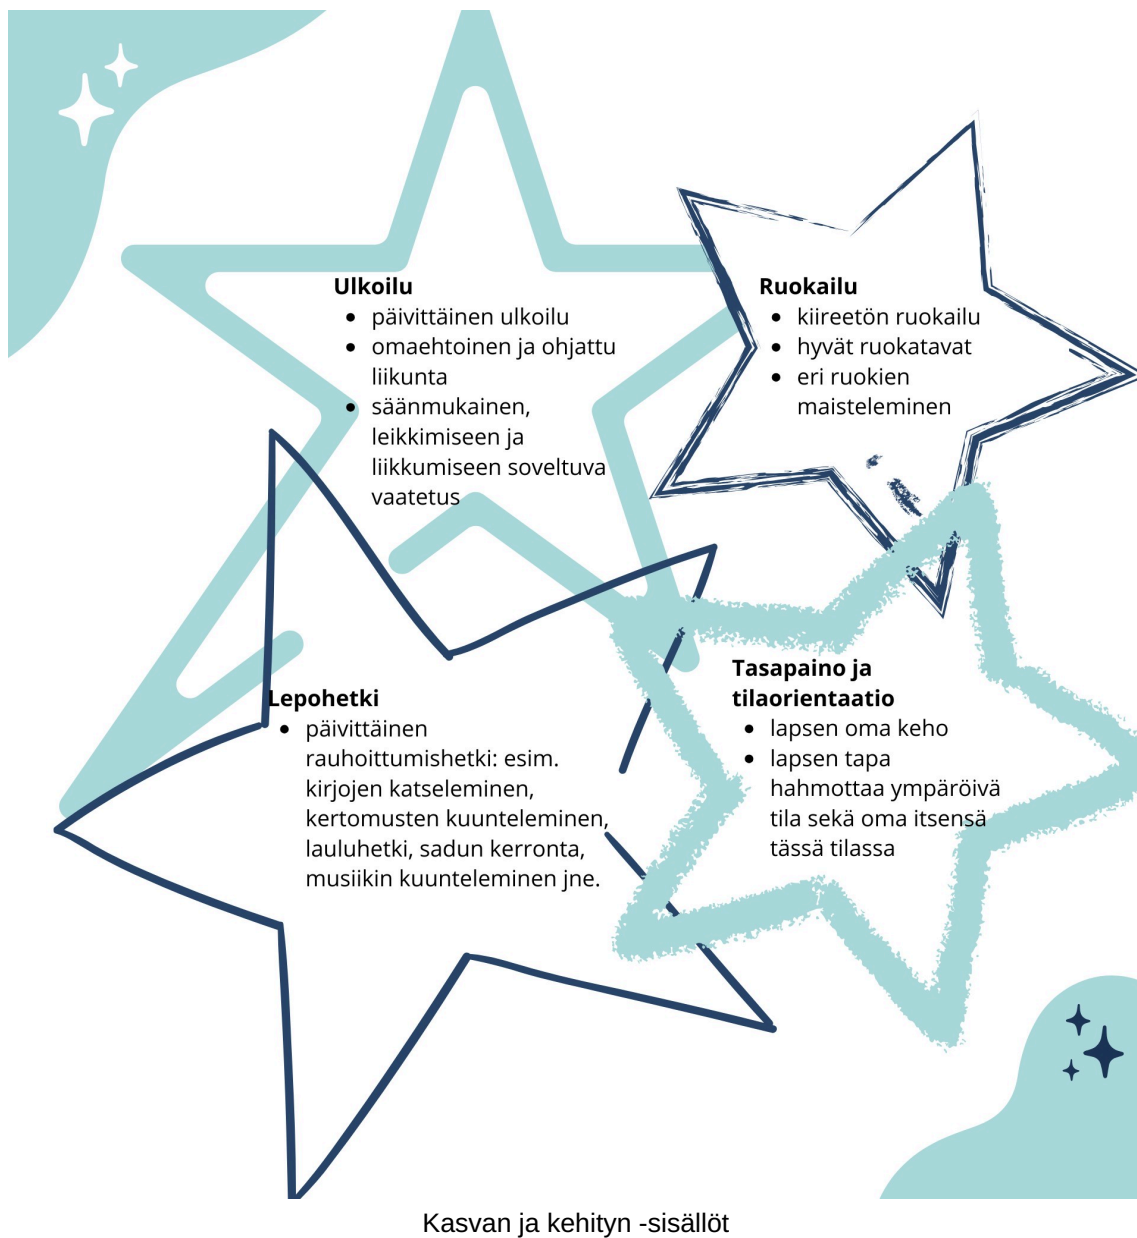 Ulkoilu
• päivittäinen ulkoilu
• omaehtoinen ja ohjattu
liikunta
• säänmukainen,
leikkimiseen ja
liikkumiseen soveltuva
vaatetus
Ruokailu
• kiireetön ruokailu
• hyvät ruokatavat
• eri ruokien
maisteleminen
Lepohetki
• päivittäinen
rauhoittumishetki: esim.
kirjojen katseleminen,
kertomusten kuunteleminen,
lauluhetki, sadun kerronta,
musiikin kuunteleminen jne.
Tasapaino ja
tilaorientaatio
• lapsen oma keho
• lapsen tapa
hahmottaa ympäröivä
tila sekä oma itsensä
tässä tilassa
Kasvan ja kehityn -sisällöt